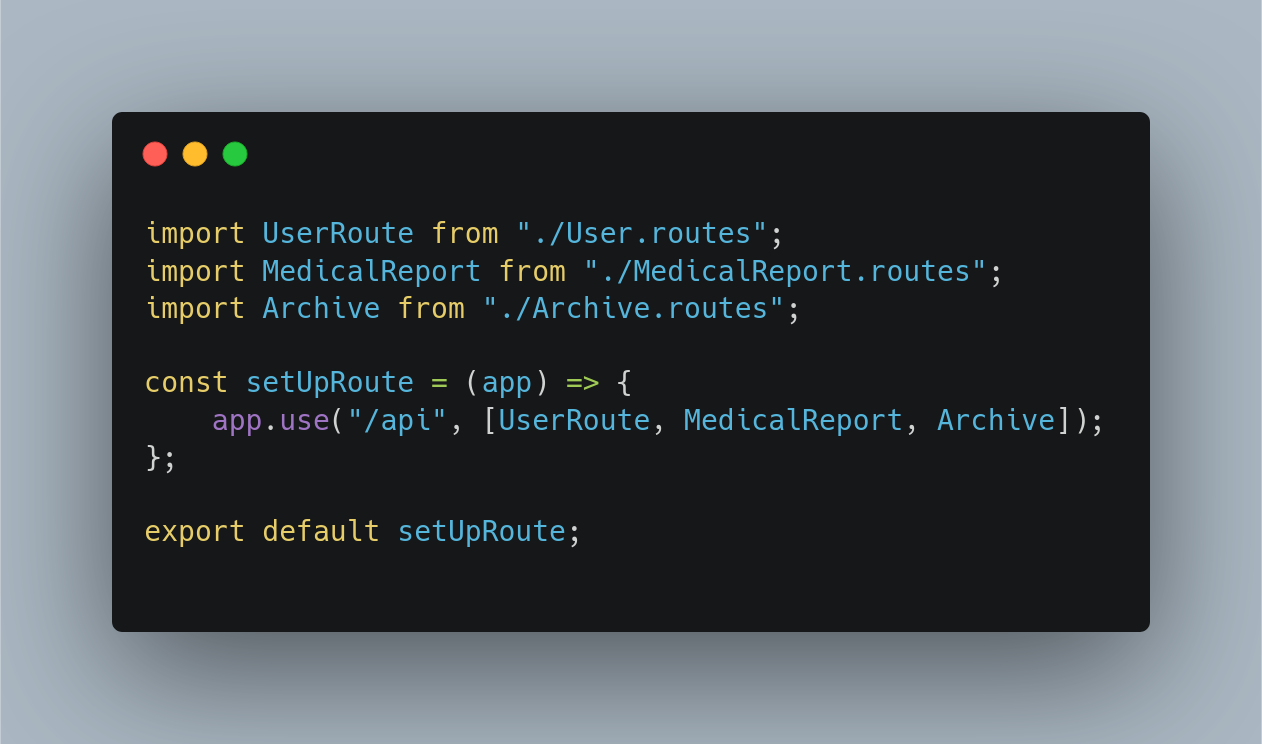 import UserRoute from "./User.routes";
import MedicalReport from "./MedicalReport.routes";
import Archive from "./Archive.routes";

const setUpRoute = (app) => {
    app.use("/api", [UserRoute, MedicalReport, Archive]);
};

export default setUpRoute;